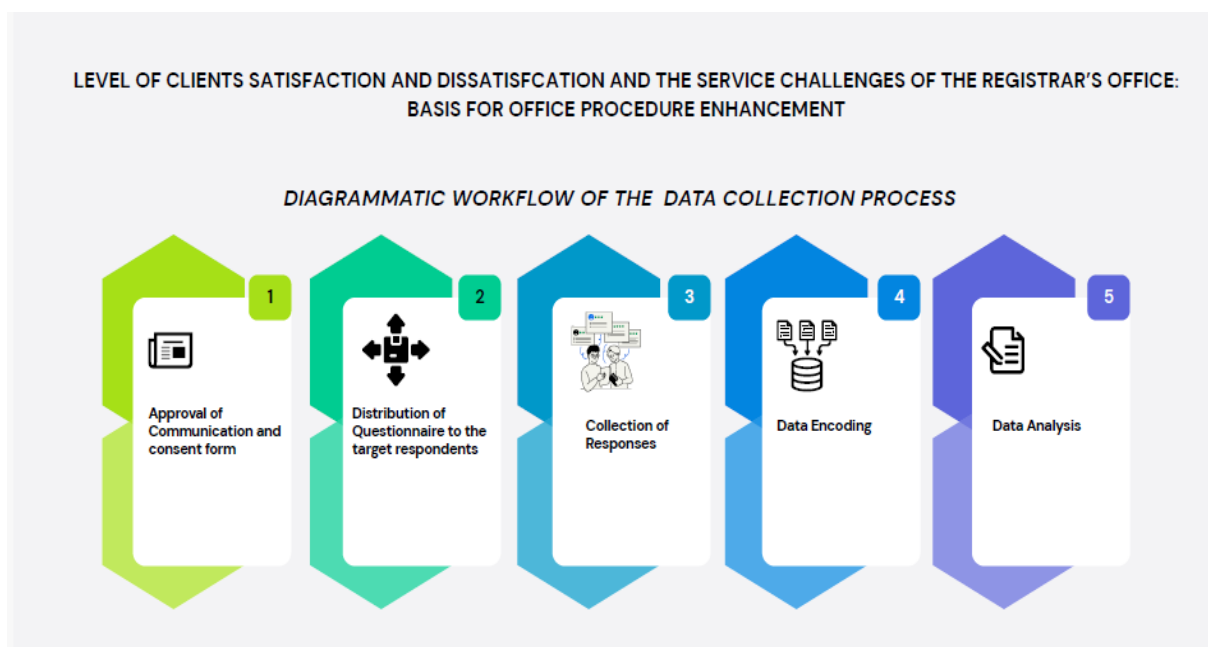 LEVEL OF CLIENTS SATISFACTION AND DISSATISFCATION AND THE SERVICE CHALLENGES OF THE REGISTRAR'S OFFICE:
BASIS FOR OFFICE PROCEDURE ENHANCEMENT
DIAGRAMMATIC WORKFLOW OF THE DATA COLLECTION PROCESS
1
Approval of
Communication and
consent form
2
Distribution of
Questionnaire to the
target respondents
3
Collection of
Responses
4
Data Encoding
5
Data Analysis